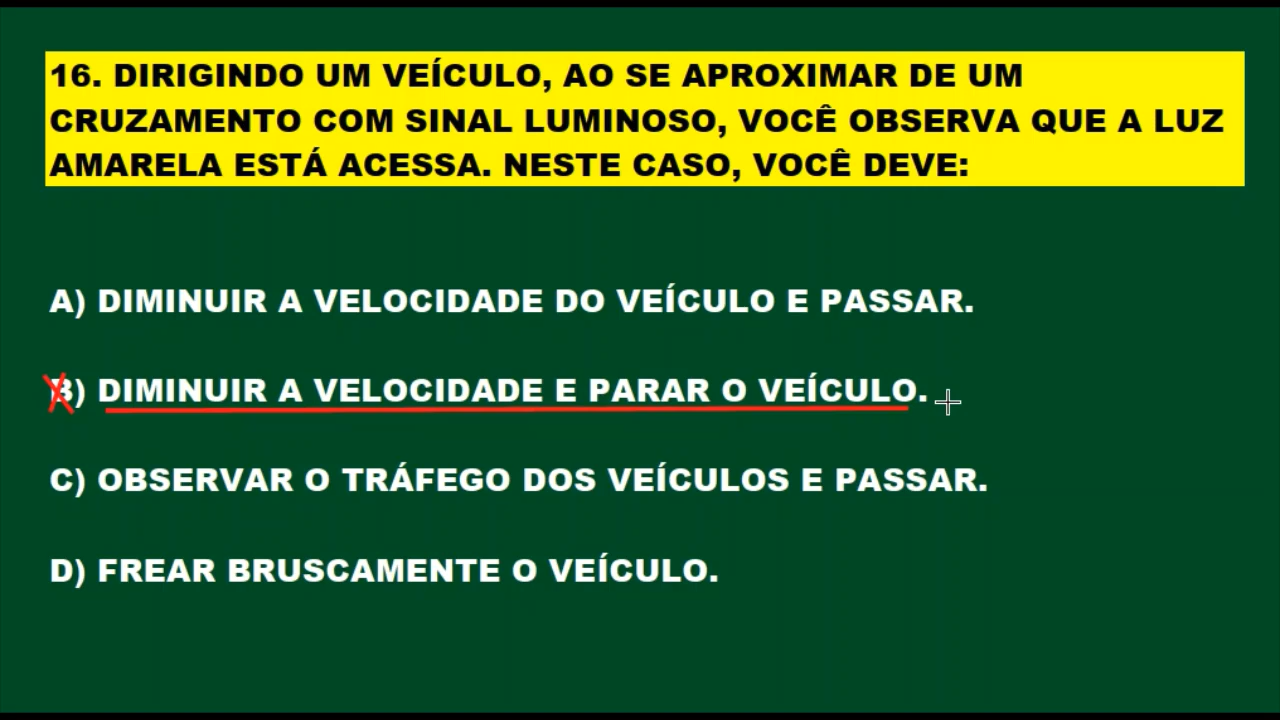 16. DIRIGINDO UM VEÍCULO, AO SE APROXIMAR DE UM
CRUZAMENTO COM SINAL LUMINOSO, VOCÊ OBSERVA QUE A LUZ
AMARELA ESTÁ ACESSA. NESTE CASO, VOCÊ DEVE:
A) DIMINUIR A VELOCIDADE DO VEÍCULO E PASSAR.
B) DIMINUIR A VELOCIDADE E PARAR O VEÍCULO.
C) OBSERVAR O TRÁFEGO DOS VEÍCULOS E PASSAR.
D) FREAR BRUSCAMENTE O VEÍCULO.